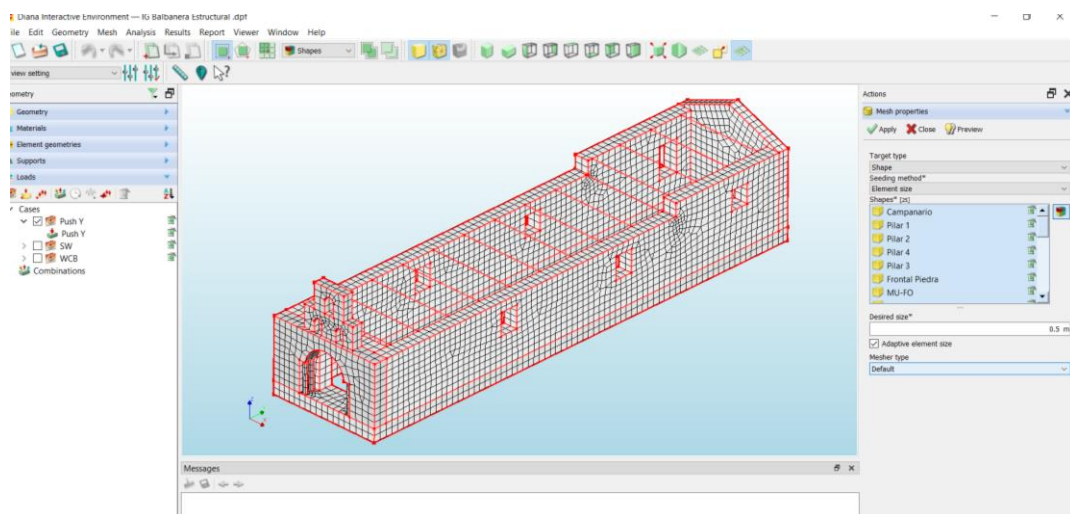 Diana Interactive Environment — IG Balbanera Estructural .dpf
ile Edit Geometry Mesh Analysis Results Report Viewer Window Help
Shapes
view setting
ometry
Geometry
Materials
Element geometries
Supports
Loads
Cases
Push Y
Push Y
SW
WCB
Combinations
Messages
Actions
Mesh properties
Apply Close Preview
Target type
Shape
Seeding method*
Element size
Shapes* [21]
Campanario
Pilar 1
Pilar 2
Pilar 4
Pilar 3
Frontal Piedra
MU-FO
Desired size*
0.5 m
Adaptive element size
Mesher type
Default